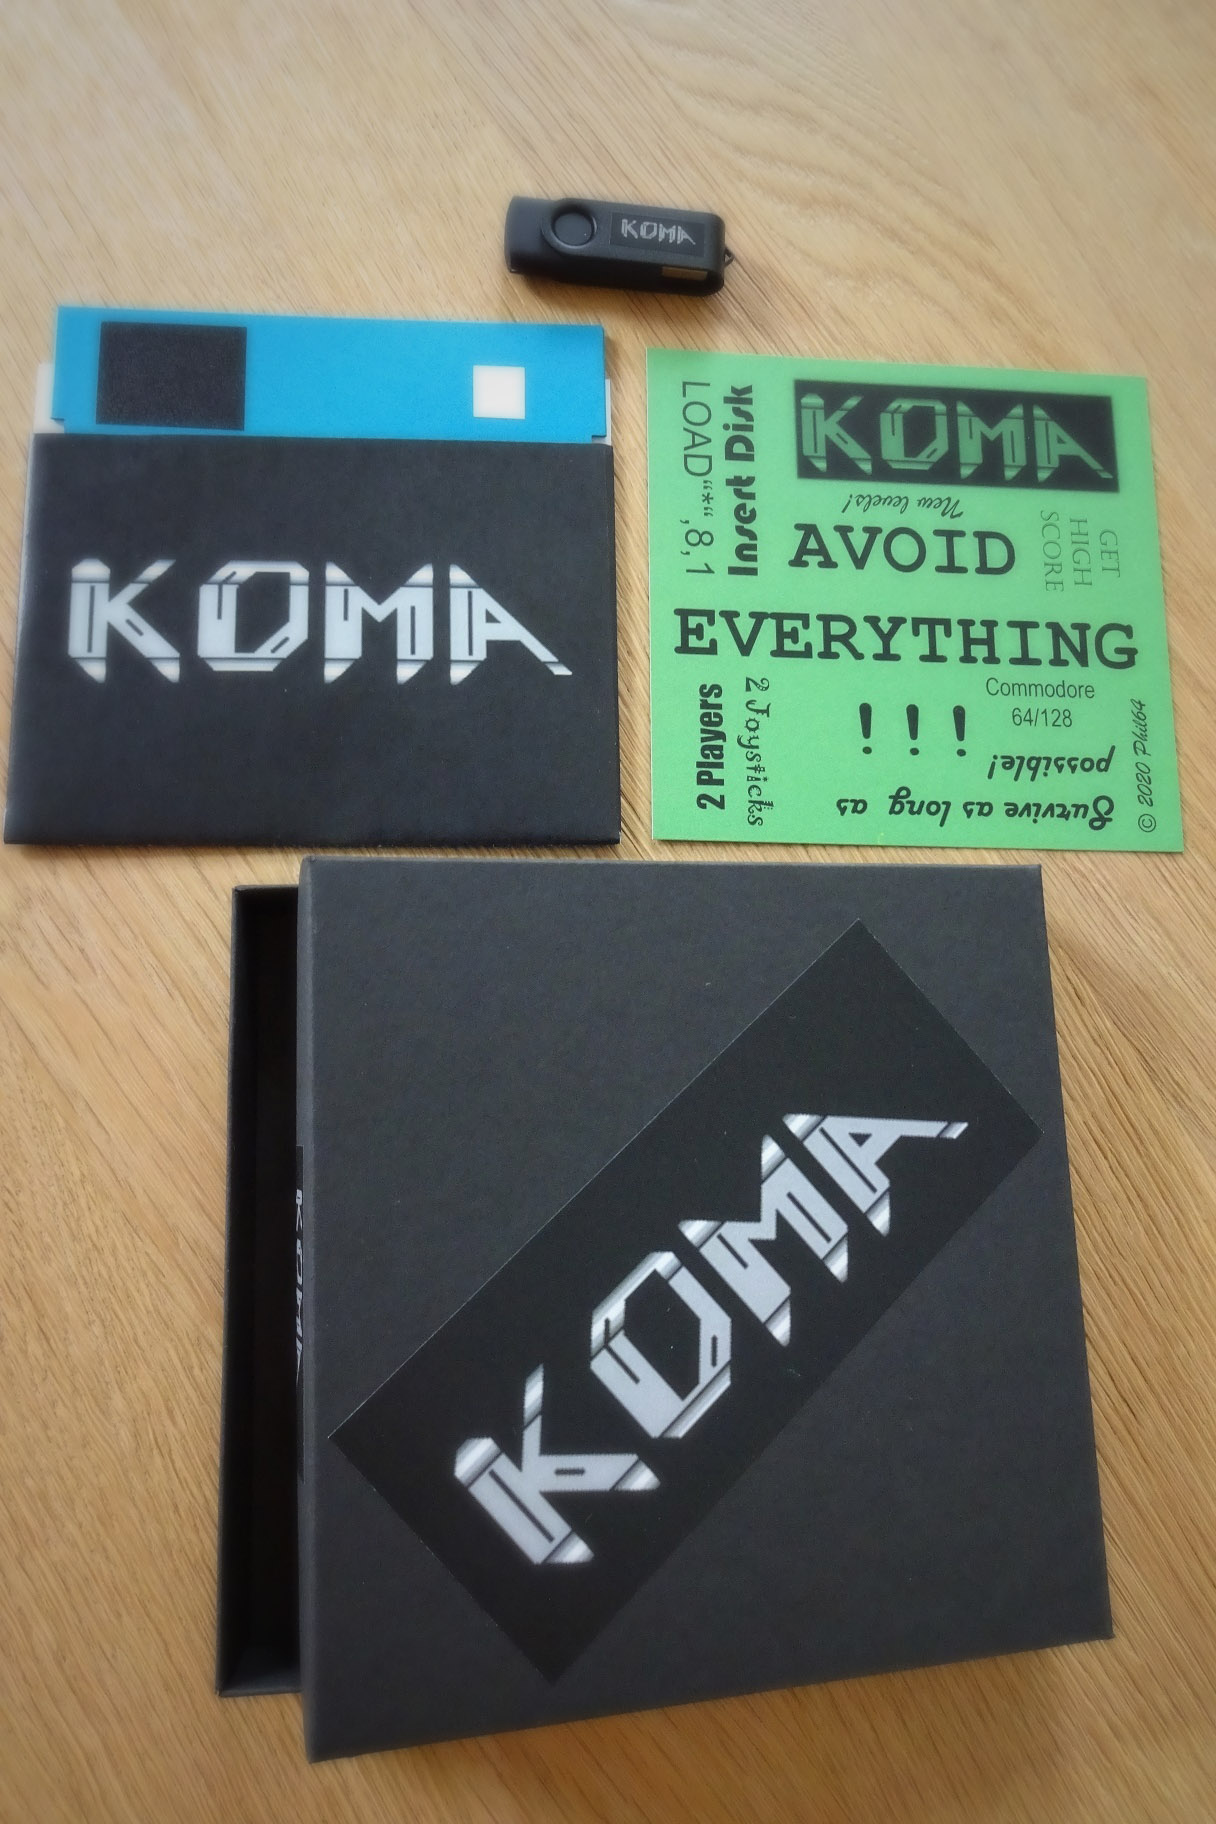 KOMA
KOMA
KOMA
New levels!
LOAD“*“,8,1
Insert Disk
AVOID
GET
HIGH
SCORE
EVERYTHING
2 Players
2 Joysticks
! ! !
Commodore
64/128
Survive as long as
possible!
© 2020 Phil64
KOMA
KOMA